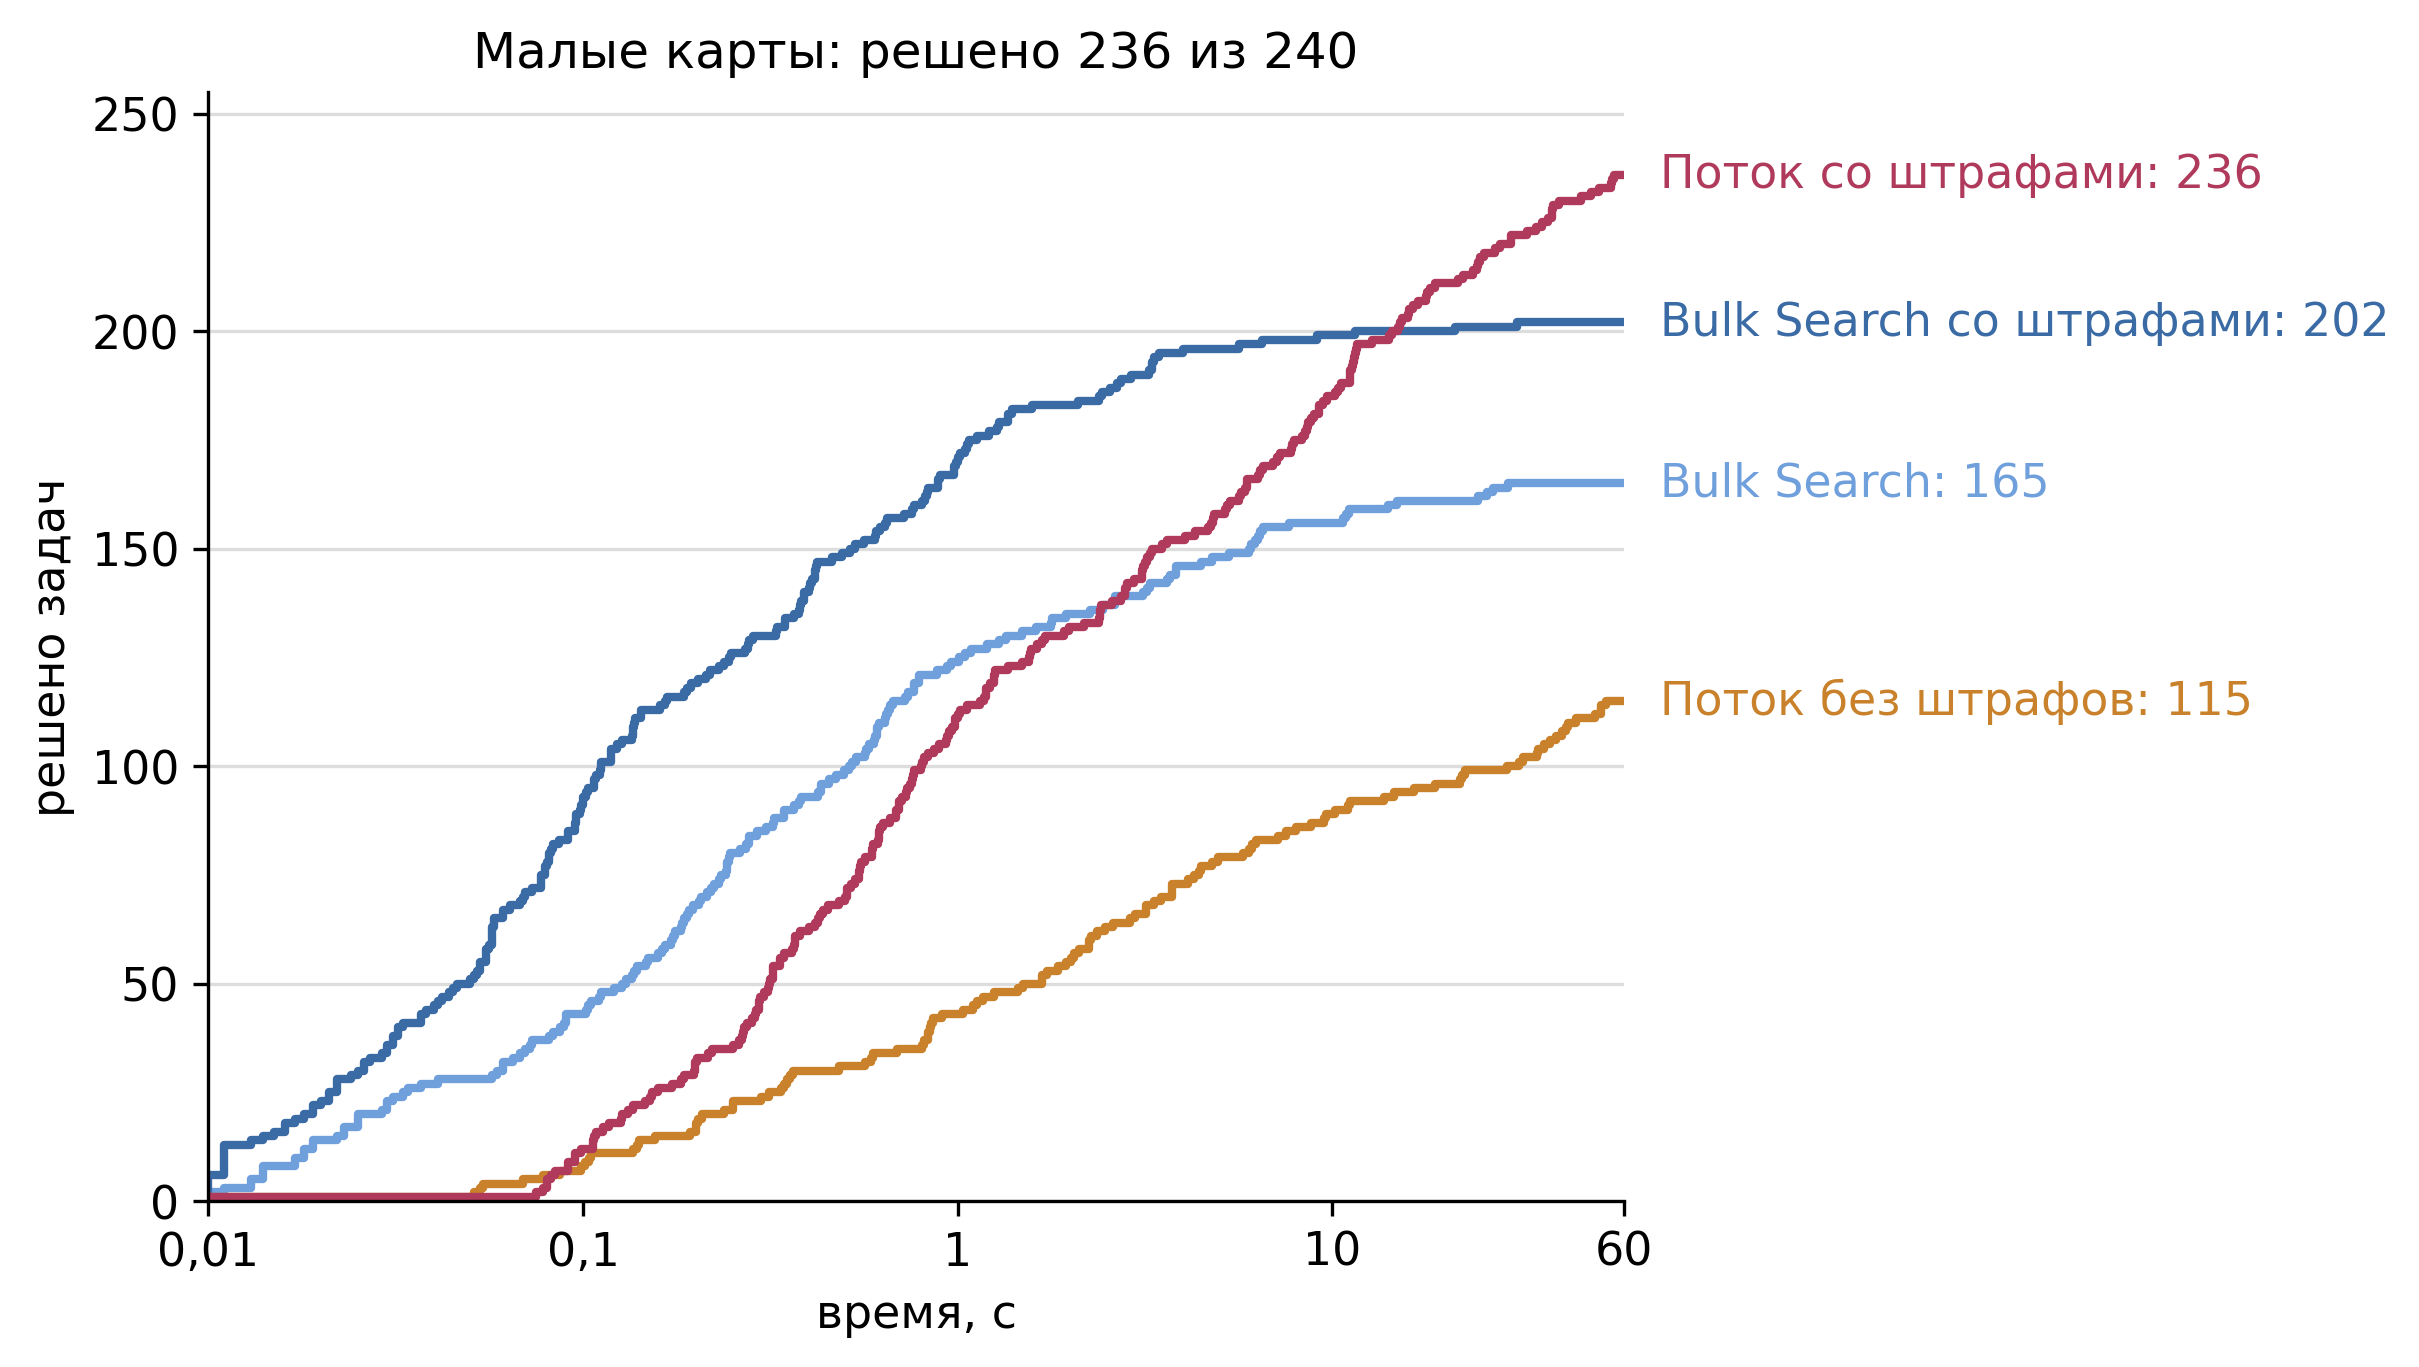 Малые карты: решено 236 из 240
решено задач
250
200
150
100
50
0
Поток со штрафами: 236
Bulk Search со штрафами: 202
Bulk Search: 165
Поток без штрафов: 115
0,01
0,1
1
10
60
время, с